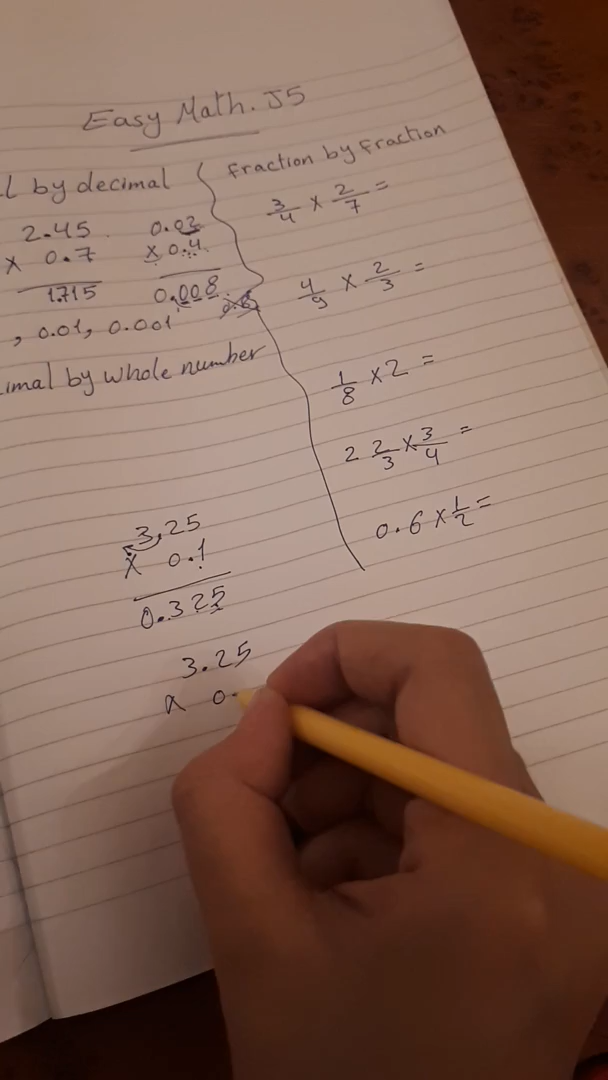 Easy Math. J5
l by decimal
2.45
x 0.7
1.715
0.02
x 0.4
0.008
, 0.01, 0.001
imal by whole number
3.25
x 0.1
0.325
3.25
x 0.
fraction by fraction
3/4 x 2/7 =
4/9 x 2/3 =
1/8 x 2 =
2 2/3 x 3/4 =
0.6 x 1/2 =